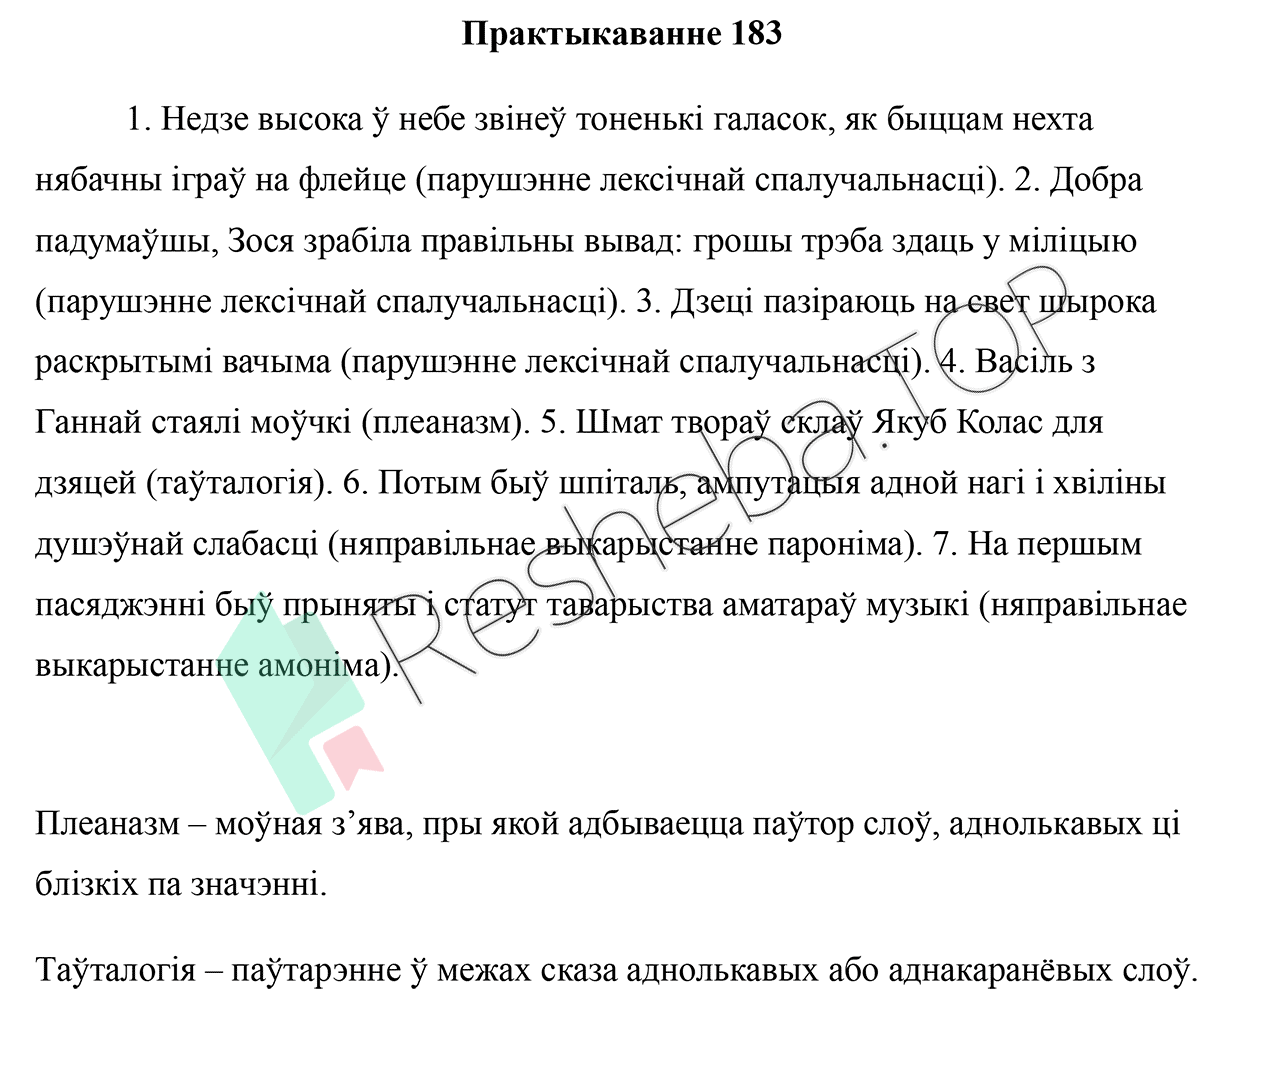 Практыкаванне 183
1. Недзе высока ў небе звінеў тоненькі галасок, як быццам нехта
нябачны іграў на флейце (парушэнне лексічнай спалучальнасці). 2. Добра
падумаўшы, Зося зрабіла правільны вывад: грошы трэба здаць у міліцыю
(парушэнне лексічнай спалучальнасці). 3. Дзеці пазіраюць на свет шырока
раскрытымі вачыма (парушэнне лексічнай спалучальнасці). 4. Васіль з
Ганнай стаялі моўчкі (плеаназм). 5. Шмат твораў склаў Якуб Колас для
дзяцей (таўталогія). 6. Потым быў шпіталь, ампутацыя адной нагі і хвіліны
душэўнай слабасці (няправільнае выкарыстанне пароніма). 7. На першым
пасяджэнні быў прыняты і статут таварыства аматараў музыкі (няправільнае
выкарыстанне амоніма).
Resheba.TOP
Плеаназм – моўная з’ява, пры якой адбываецца паўтор слоў, аднолькавых ці
блізкіх па значэнні.
Таўталогія – паўтарэнне ў межах сказа аднолькавых або аднакаранёвых слоў.